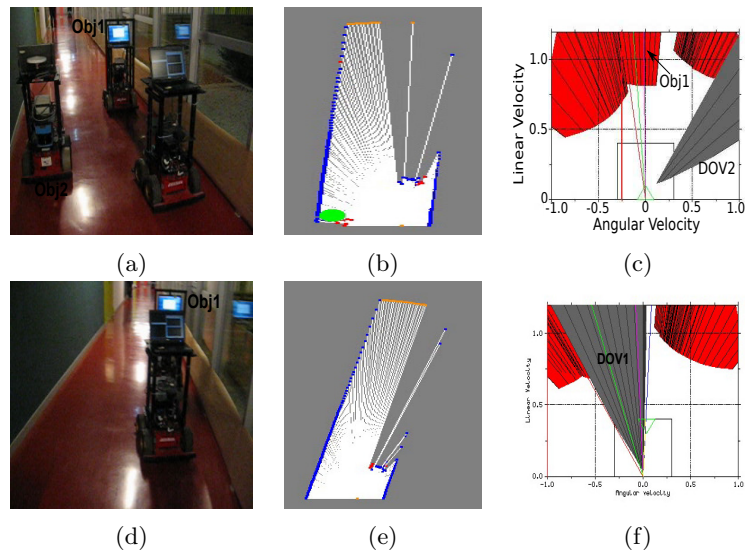 Obj1
Obj2
(a)
(b)
Linear Velocity
1.0
0.5
0
-1.0
-0.5
0
0.5
1.0
Angular Velocity
Obj1
DOV2
(c)
Obj1
(d)
(e)
Linear Velocity
1.0
0.5
0.0
-1.0
-0.5
0.0
0.5
1.0
Angular velocity
DOV1
(f)